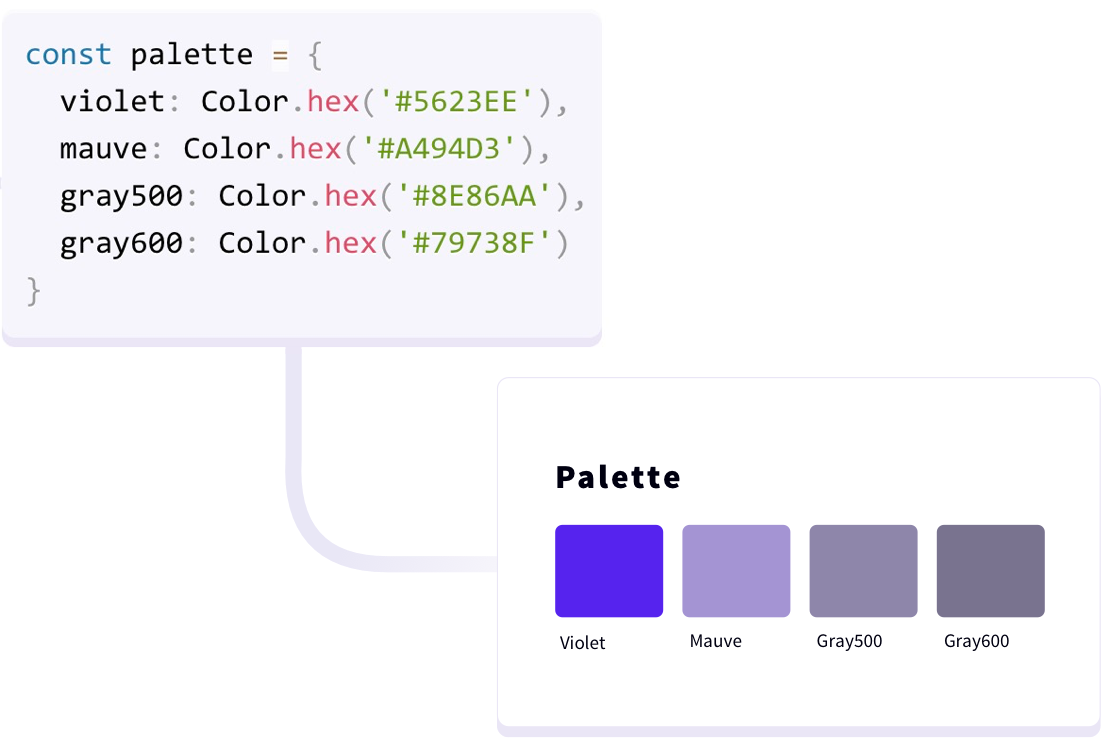 const palette = {
  violet: Color.hex('#5623EE'),
  mauve: Color.hex('#A494D3'),
  gray500: Color.hex('#8E86AA'),
  gray600: Color.hex('#79738F')
}
Palette
Violet Mauve Gray500 Gray600